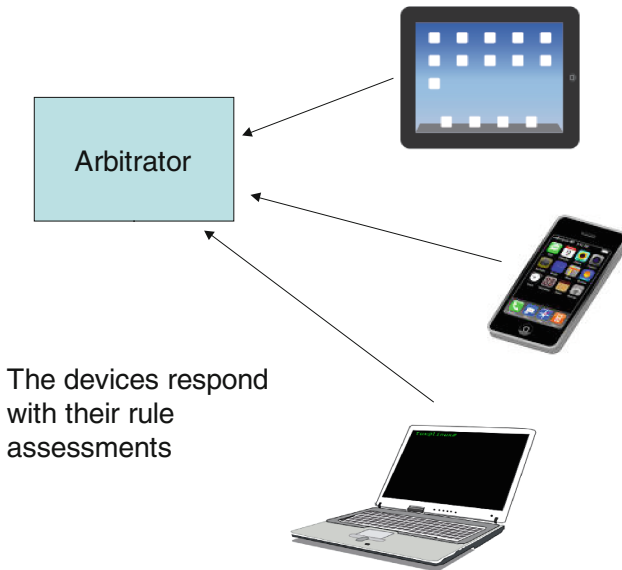 Arbitrator
The devices respond
with their rule
assessments